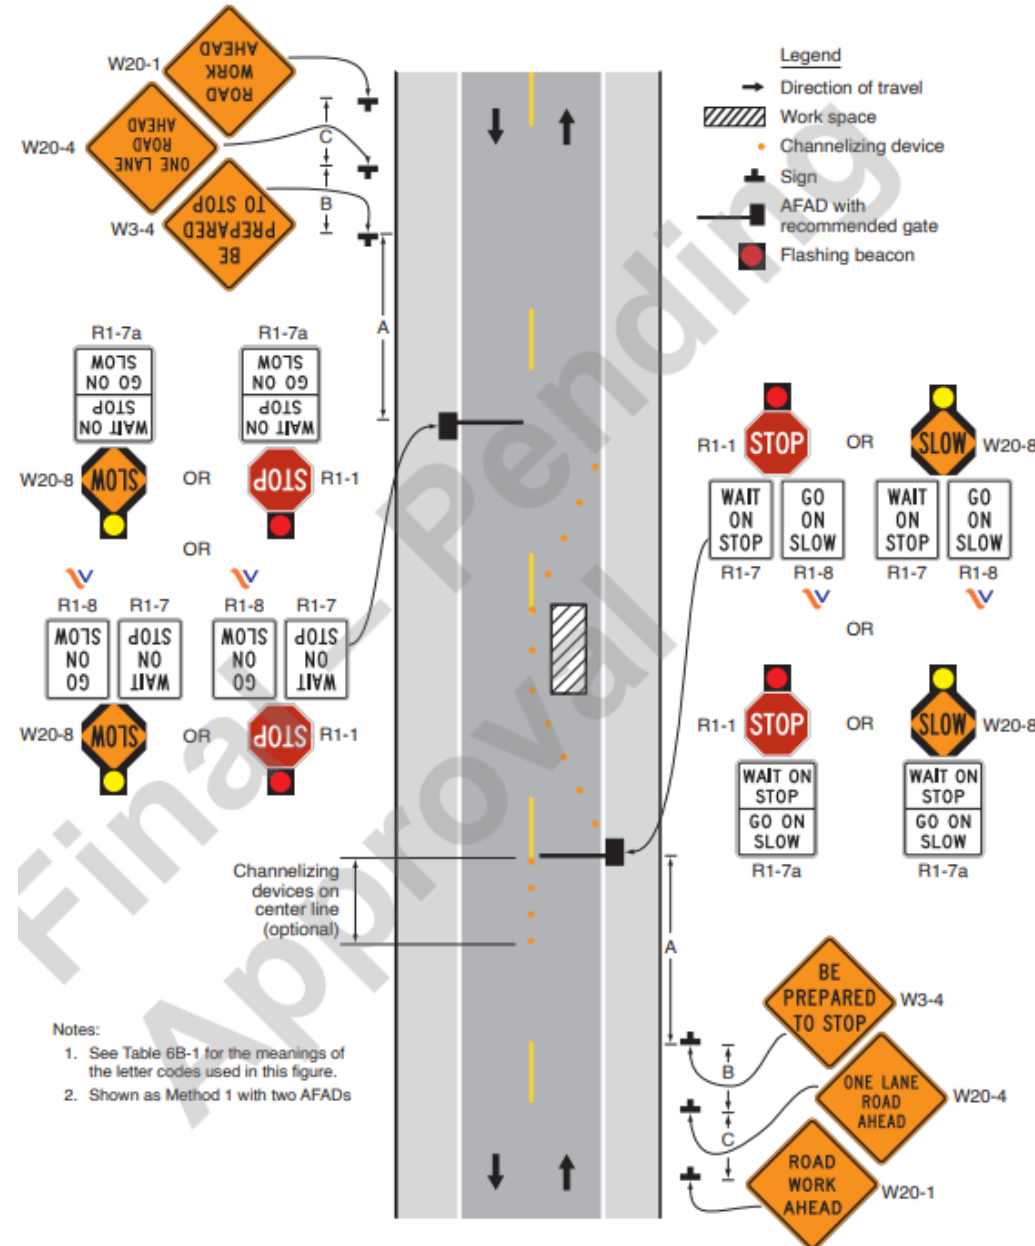 Legend
Direction of travel
Work space
Channelizing device
Sign
AFAD with
recommended gate
Flashing beacon
W20-1
ROAD
WORK
AHEAD
W20-4
ONE LANE
ROAD
AHEAD
W3-4
BE
PREPARED
TO STOP
C
B
A
R1-7a
WAIT ON
STOP
GO ON
SLOW
W20-8
SLOW
OR
R1-7a
WAIT ON
STOP
GO ON
SLOW
STOP
R1-1
OR
R1-8
GO
ON
SLOW
R1-7
WAIT
ON
STOP
W20-8
SLOW
OR
R1-8
GO
ON
SLOW
R1-7
WAIT
ON
STOP
STOP
R1-1
R1-1
STOP
WAIT
ON
STOP
R1-7
GO
ON
SLOW
R1-8
OR
SLOW
W20-8
WAIT
ON
STOP
R1-7
GO
ON
SLOW
R1-8
OR
R1-1
STOP
WAIT ON
STOP
GO ON
SLOW
R1-7a
OR
SLOW
W20-8
WAIT ON
STOP
GO ON
SLOW
R1-7a
Channelizing
devices on
center line
(optional)
A
B
C
BE
PREPARED
TO STOP
W3-4
ONE LANE
ROAD
AHEAD
W20-4
ROAD
WORK
AHEAD
W20-1
Notes:
1. See Table 6B-1 for the meanings of
the letter codes used in this figure.
2. Shown as Method 1 with two AFADs
Final – Pending
Approval